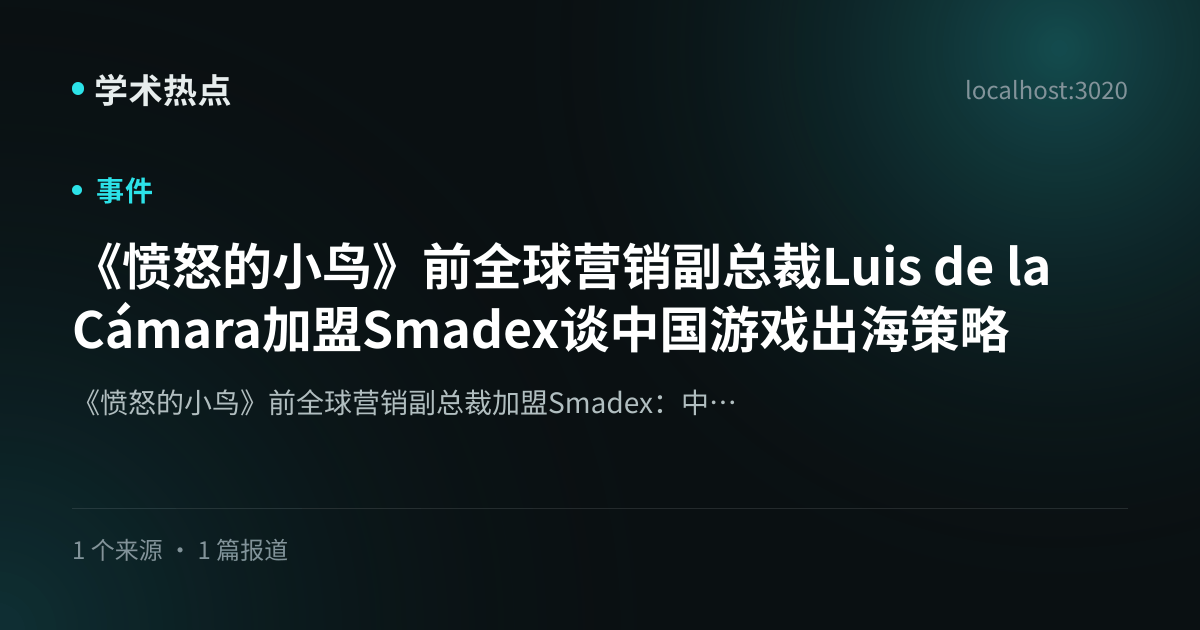 学术热点
localhost:3020
事件
《愤怒的小鸟》前全球营销副总裁Luis de la
Cámara加盟Smadex谈中国游戏出海策略
《愤怒的小鸟》前全球营销副总裁加盟Smadex：中…
1 个来源 · 1 篇报道